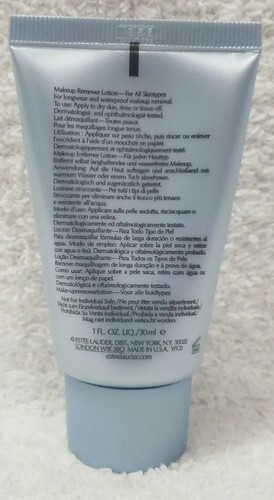 Makeup Remover Lotion—For All Skintypes
For longwear and waterproof makeup removal.
To use: Apply to dry skin, rinse or tissue off.
Dermatologist- and ophthalmologist-tested.
Lait démaquillant—Toutes peaux
Pour les maquillages longue tenue.
Utilisation : Appliquer sur peau sèche, puis rincer ou enlever
l'excédent à l'aide d'un mouchoir en papier.
Dermatologiquement et ophtalmologiquement testé.
Makeup Entferner Lotion—Für jeden Hauttyp
Entfernt selbst langhaftendes und wasserfestes Makeup.
Anwendung: Auf die Haut auftragen und anschließend mit
warmem Wasser oder einem Tuch abnehmen.
Dermatologisch und augenärztlich getestet.
Lozione struccante—Per tutti i tipi di pelle
Struccante per eliminare anche il trucco più tenace
e resistente all'acqua.
Modo d'uso: Applicare sulla pelle asciutta, risciacquare o
eliminare con una velina.
Dermatologicamente ed oftalmologicamente testato.
Loción Desmaquillante—Para Todo Tipo de Piel
Para desmaquillar fórmulas de larga duración y resistentes al
agua. Modo de empleo: Aplicar sobre la piel seca y retirar
con agua o tisú. Dermatológica y oftalmológicamente probado.
Loção Desmaquillante—Para Todos os Tipos de Pele
Remove maquilhagem de longa duração e à prova de água.
Como usar: Aplique sobre a pele seca, retire com água ou
com um lenço de papel.
Dermatológica e oftalmologicamente testado.
Make-upremoverlotion—Voor alle huidtypes
Not For Individual Sale/Ne peut être vendu séparément/
Nicht zum Einzelverkauf bestimmt/Vietata la vendita individuale/
Prohibida Su Venta Individual/Proibida a venda individual/
Mag niet individueel verkocht worden.
1 FL. OZ. LIQ./30ml ℮
© ESTĒE LAUDER, DIST., NEW YORK, N.Y. 10022
LONDON W1K 3BQ MADE IN U.S.A.
esteelauder.com